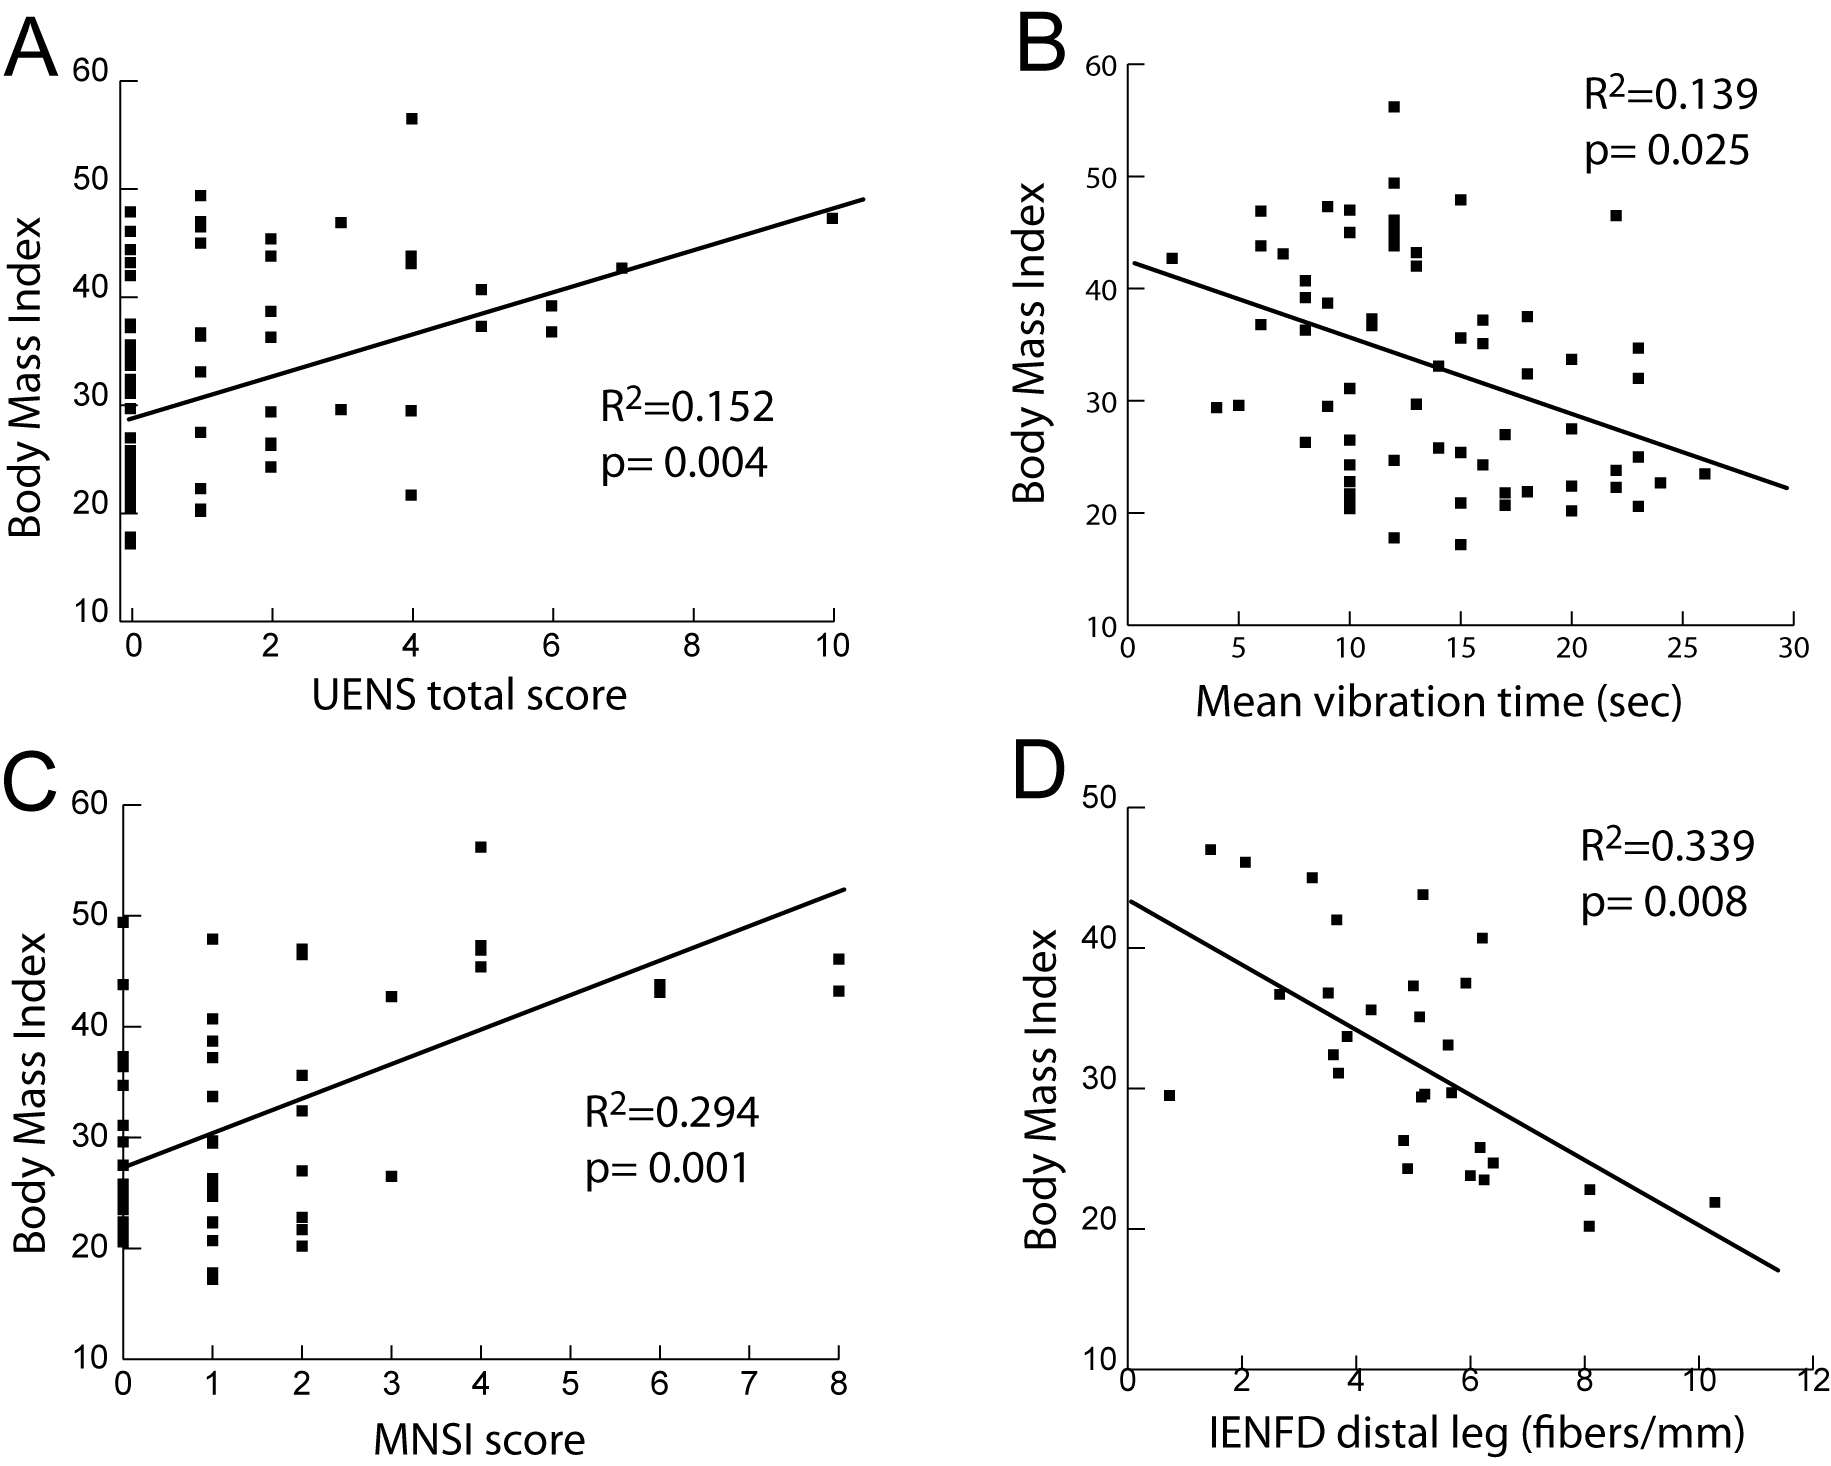 A
Body Mass Index
60
50
40
30
20
10
R²=0.152
p= 0.004
0 2 4 6 8 10
UENS total score
B
Body Mass Index
60
50
40
30
20
10
R²=0.139
p= 0.025
0 5 10 15 20 25 30
Mean vibration time (sec)
C
Body Mass Index
60
50
40
30
20
10
R²=0.294
p= 0.001
0 1 2 3 4 5 6 7 8
MNSI score
D
Body Mass Index
50
40
30
20
10
R²=0.339
p= 0.008
0 2 4 6 8 10 12
IENFD distal leg (fibers/mm)